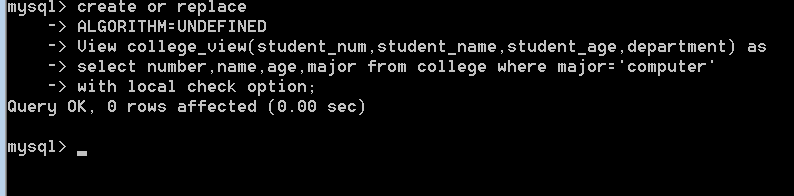 mysql> create or replace
-> ALGORITHM=UNDEFINED
-> View college_view(student_num,student_name,student_age,department) as
-> select number,name,age,major from college where major='computer'
-> with local check option;
Query OK, 0 rows affected (0.00 sec)
mysql> _